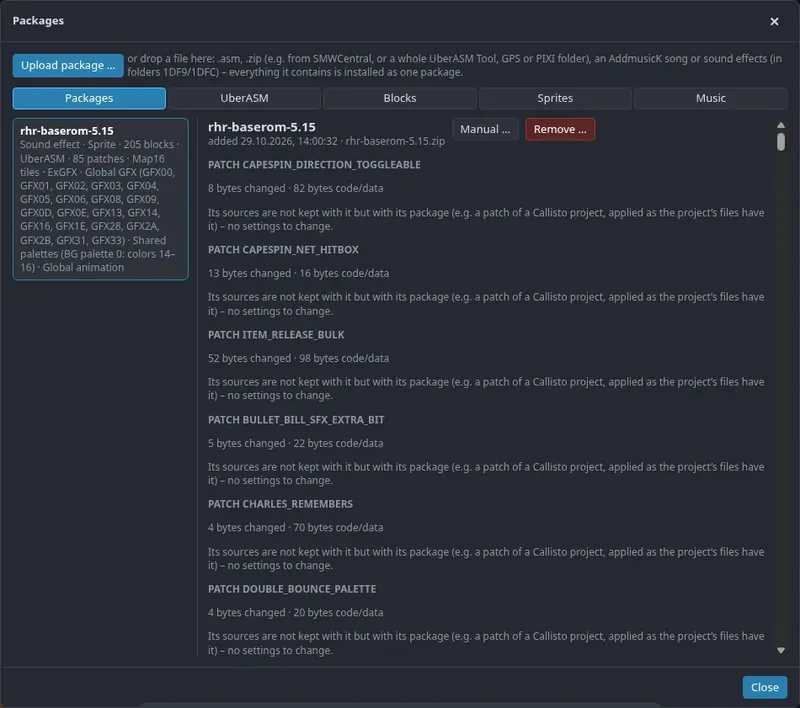 Packages
×
Upload package ...
or drop a file here: .asm, .zip (e.g. from SMWCentral, or a whole UberASM Tool, GPS or PIXI folder), an AddmusicK song or sound effects (in
folders 1DF9/1DFC) – everything it contains is installed as one package.
Packages
UberASM
Blocks
Sprites
Music
rhr-baserom-5.15
Sound effect · Sprite · 205 blocks ·
UberASM · 85 patches · Map16
tiles · ExGFX · Global GFX (GFX00,
GFX01, GFX02, GFX03, GFX04,
GFX05, GFX06, GFX08, GFX09,
GFX0D, GFX0E, GFX13, GFX14,
GFX16, GFX1E, GFX28, GFX2A,
GFX2B, GFX31, GFX33) · Shared
palettes (BG palette 0: colors 14–
16) · Global animation
rhr-baserom-5.15
added 29.10.2026, 14:00:32 · rhr-baserom-5.15.zip
Manual ...
Remove ...
PATCH CAPESPIN_DIRECTION_TOGGLEABLE
8 bytes changed · 82 bytes code/data
Its sources are not kept with it but with its package (e.g. a patch of a Callisto project, applied as the project's files have
it) – no settings to change.
PATCH CAPESPIN_NET_HITBOX
13 bytes changed · 16 bytes code/data
Its sources are not kept with it but with its package (e.g. a patch of a Callisto project, applied as the project's files have
it) – no settings to change.
PATCH ITEM_RELEASE_BULK
52 bytes changed · 98 bytes code/data
Its sources are not kept with it but with its package (e.g. a patch of a Callisto project, applied as the project's files have
it) – no settings to change.
PATCH BULLET_BILL_SFX_EXTRA_BIT
5 bytes changed · 22 bytes code/data
Its sources are not kept with it but with its package (e.g. a patch of a Callisto project, applied as the project's files have
it) – no settings to change.
PATCH CHARLES_REMEMBERS
4 bytes changed · 70 bytes code/data
Its sources are not kept with it but with its package (e.g. a patch of a Callisto project, applied as the project's files have
it) – no settings to change.
PATCH DOUBLE_BOUNCE_PALETTE
4 bytes changed · 20 bytes code/data
Its sources are not kept with it but with its package (e.g. a patch of a Callisto project, applied as the project's files have
it) – no settings to change.
Close